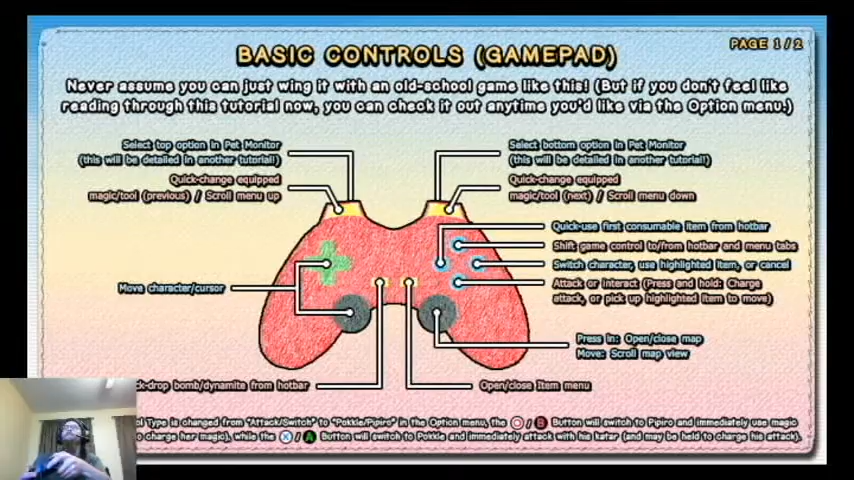 PAGE 1/2
BASIC CONTROLS (GAMEPAD)
Never assume you can just wing it with an old-school game like this! (But if you don't feel like
reading through this tutorial now, you can check it out anytime you'd like via the Option menu.)
Select top option in Pet Monitor
(this will be detailed in another tutorial!)
Quick-change equipped
magic/tool (previous) / Scroll menu up
Select bottom option in Pet Monitor
(this will be detailed in another tutorial!)
Quick-change equipped
magic/tool (next) / Scroll menu down
Quick-use first consumable item from hotbar
Shift game control to/from hotbar and menu tabs
Switch character, use highlighted item, or cancel
Attack or interact (Press and hold: Charge
attack, or pick up highlighted item to move)
Move character/cursor
Press in: Open/close map
Move: Scroll map view
-drop bomb/dynamite from hotbar
Open/close Item menu
Type is changed from "Attack/Switch" to "Pokkle/Pipiro" in the Option menu, the / B Button will switch to Pipiro and immediately use magic
to charge her magic), while the X / A Button will switch to Pokkle and immediately attack with his katar (and may be held to charge his attack).